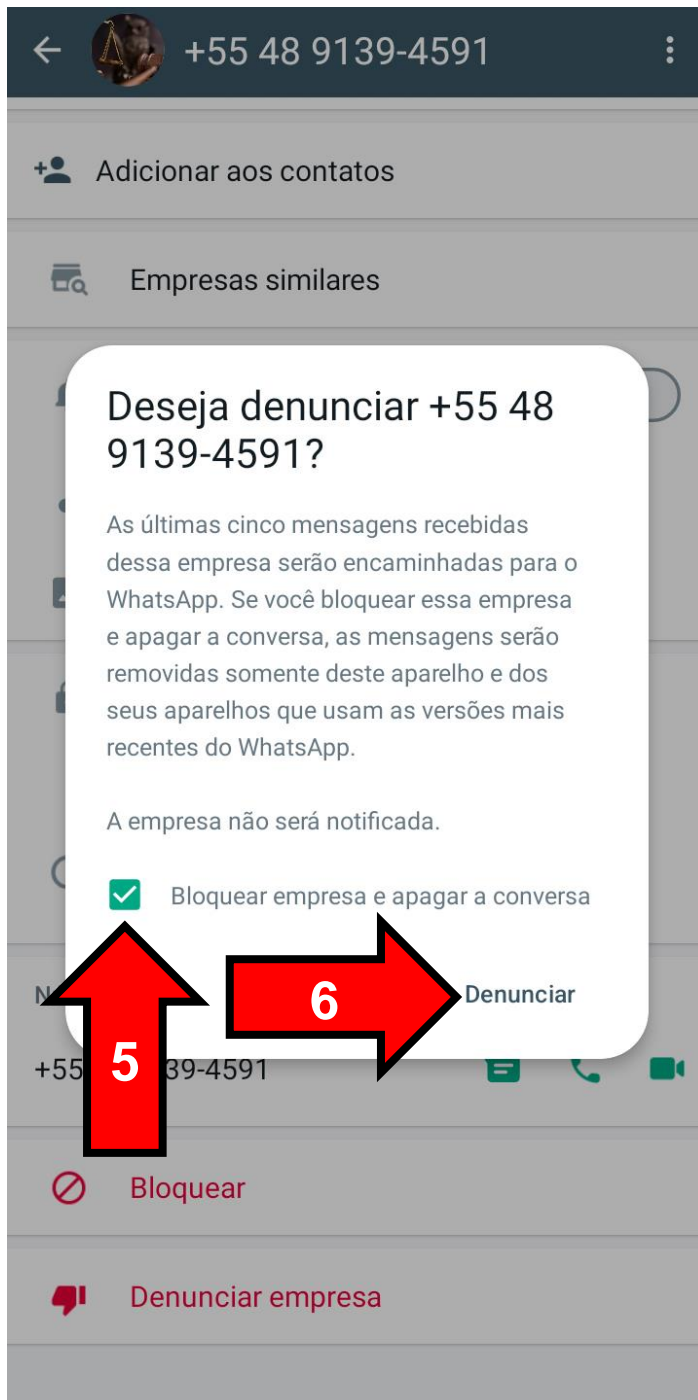 +55 48 9139-4591
Adicionar aos contatos
Empresas similares
Deseja denunciar +55 48
9139-4591?
As últimas cinco mensagens recebidas
dessa empresa serão encaminhadas para o
WhatsApp. Se você bloquear essa empresa
e apagar a conversa, as mensagens serão
removidas somente deste aparelho e dos
seus aparelhos que usam as versões mais
recentes do WhatsApp.
A empresa não será notificada.
Bloquear empresa e apagar a conversa
6
Denunciar
5
+55 39-4591
Bloquear
Denunciar empresa